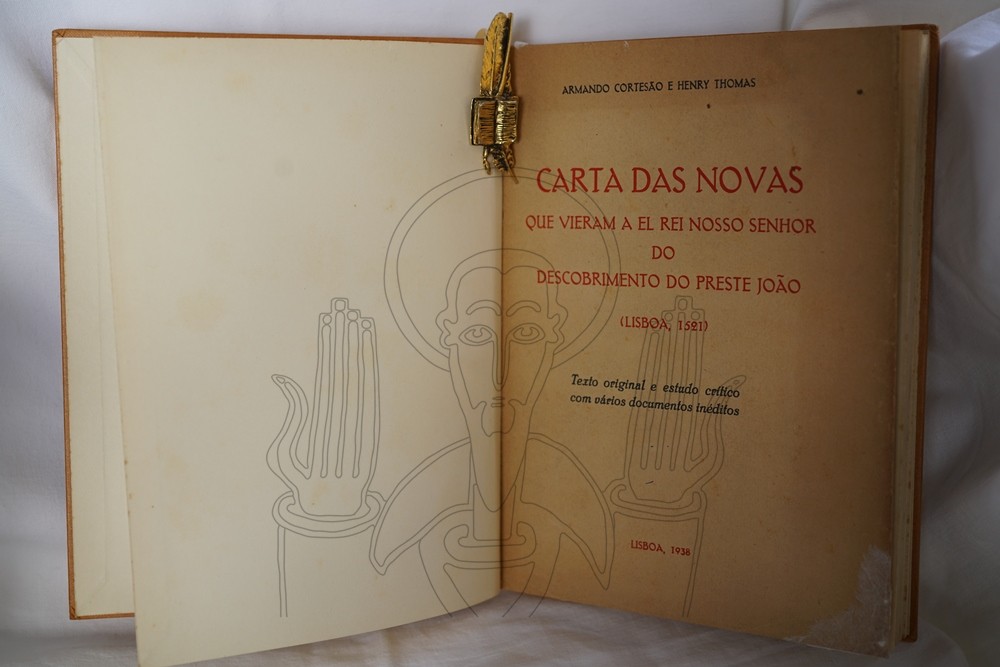 ARMANDO CORTESÃO E HENRY THOMAS
CARTA DAS NOVAS
QUE VIERAM A EL REI NOSSO SENHOR
DO
DESCOBRIMENTO DO PRESTE JOÃO
(LISBOA, 1521)
Texto original e estudo crítico
com vários documentos inéditos
LISBOA, 1938